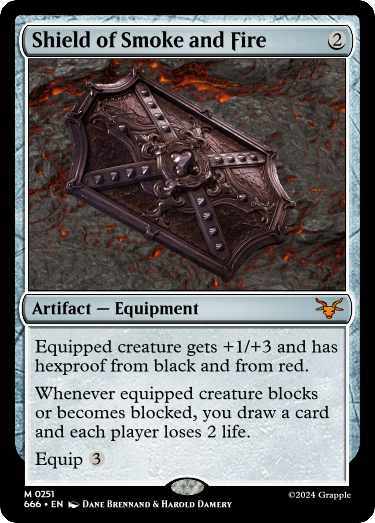 Shield of Smoke and Fire 2
Artifact — Equipment
Equipped creature gets +1/+3 and has
hexproof from black and from red.
Whenever equipped creature blocks
or becomes blocked, you draw a card
and each player loses 2 life.
Equip 3
M 0251
666 • EN Dane Brennand & Harold Damery
©2024 Grapple